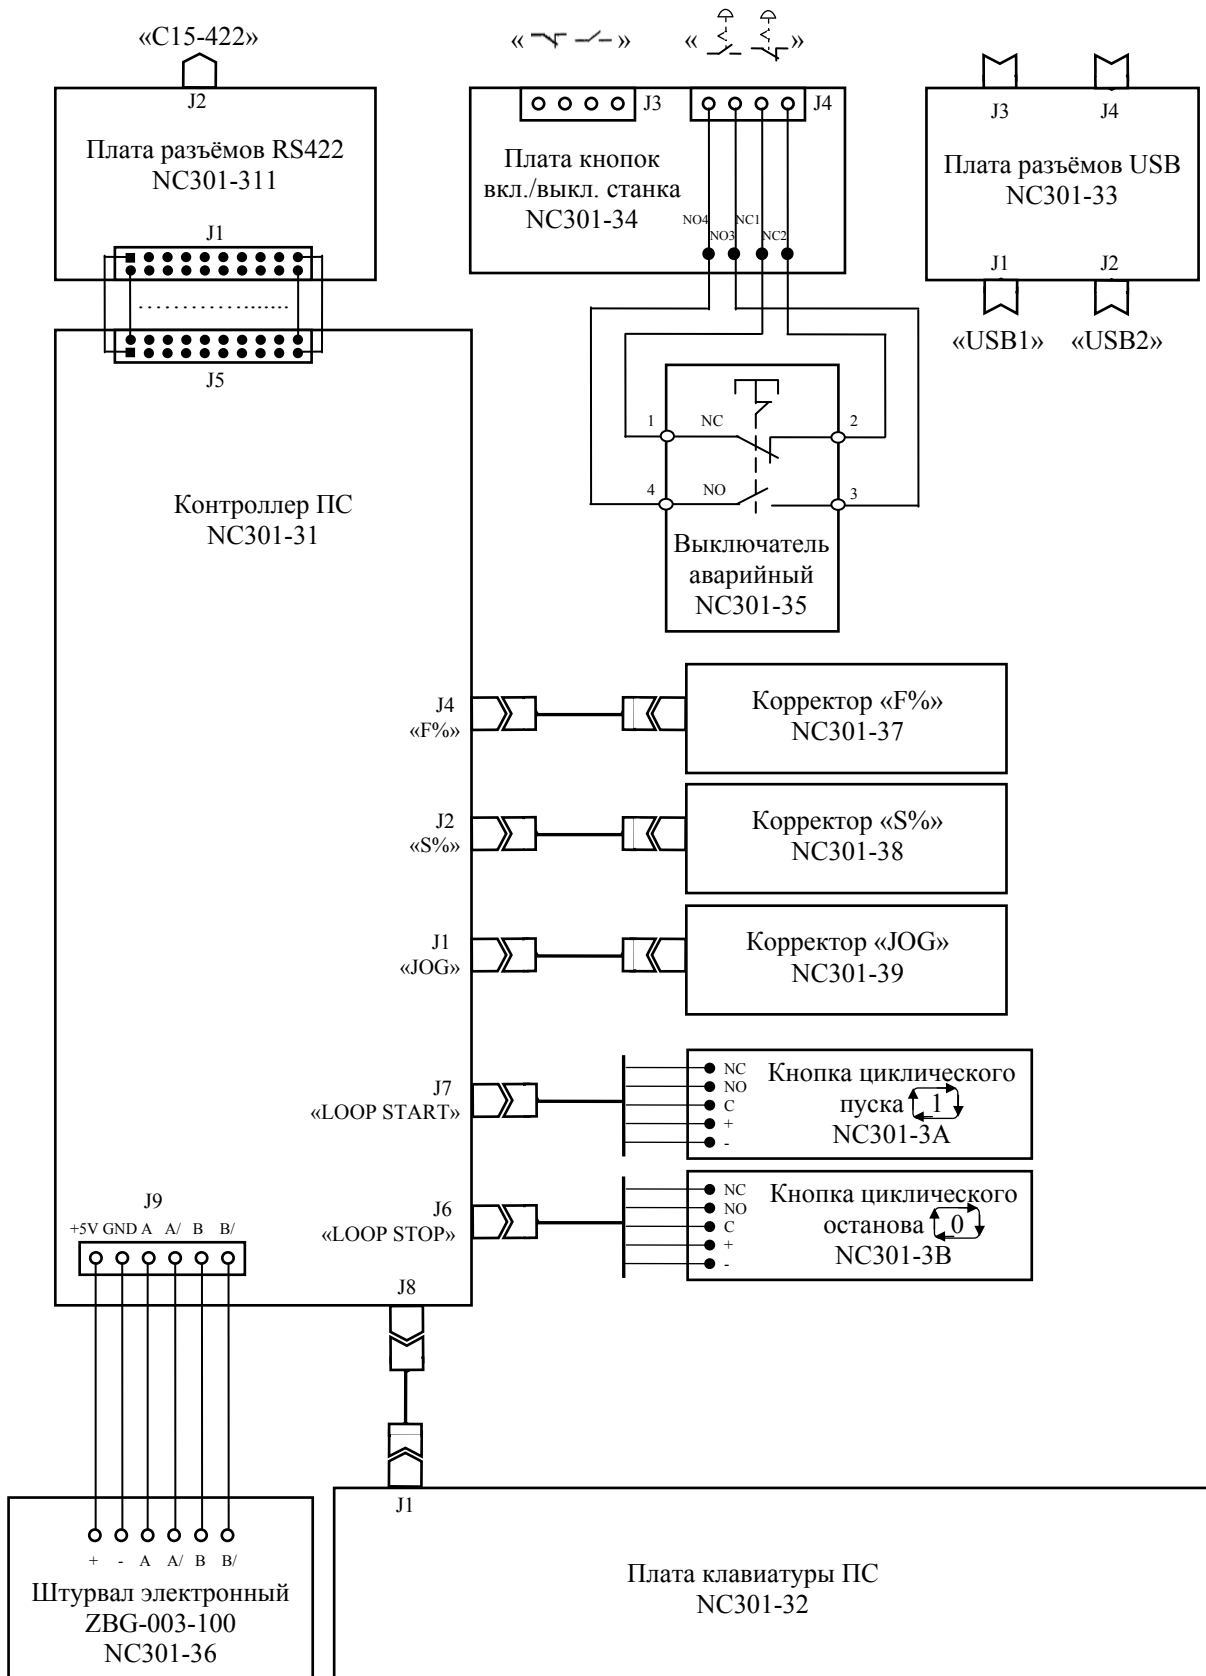 «C15-422»
J2
Плата разъёмов RS422
NC301-311
J1
« »
« »
J3
J4
Плата кнопок
вкл./выкл. станка
NC301-34
NO4
NO3
NC1
NC2
J3
J4
Плата разъёмов USB
NC301-33
J1
J2
«USB1»
«USB2»
J5
Контроллер ПС
NC301-31
1
NC
2
4
NO
3
Выключатель
аварийный
NC301-35
J4
«F%»
Корректор «F%»
NC301-37
J2
«S%»
Корректор «S%»
NC301-38
J1
«JOG»
Корректор «JOG»
NC301-39
J7
«LOOP START»
NC
NO
C
+
-
Кнопка циклического
пуска 1
NC301-3A
J6
«LOOP STOP»
NC
NO
C
+
-
Кнопка циклического
останова 0
NC301-3B
J9
+5V GND A A/ B B/
J8
+ - A A/ B B/
Штурвал электронный
ZBG-003-100
NC301-36
J1
Плата клавиатуры ПС
NC301-32